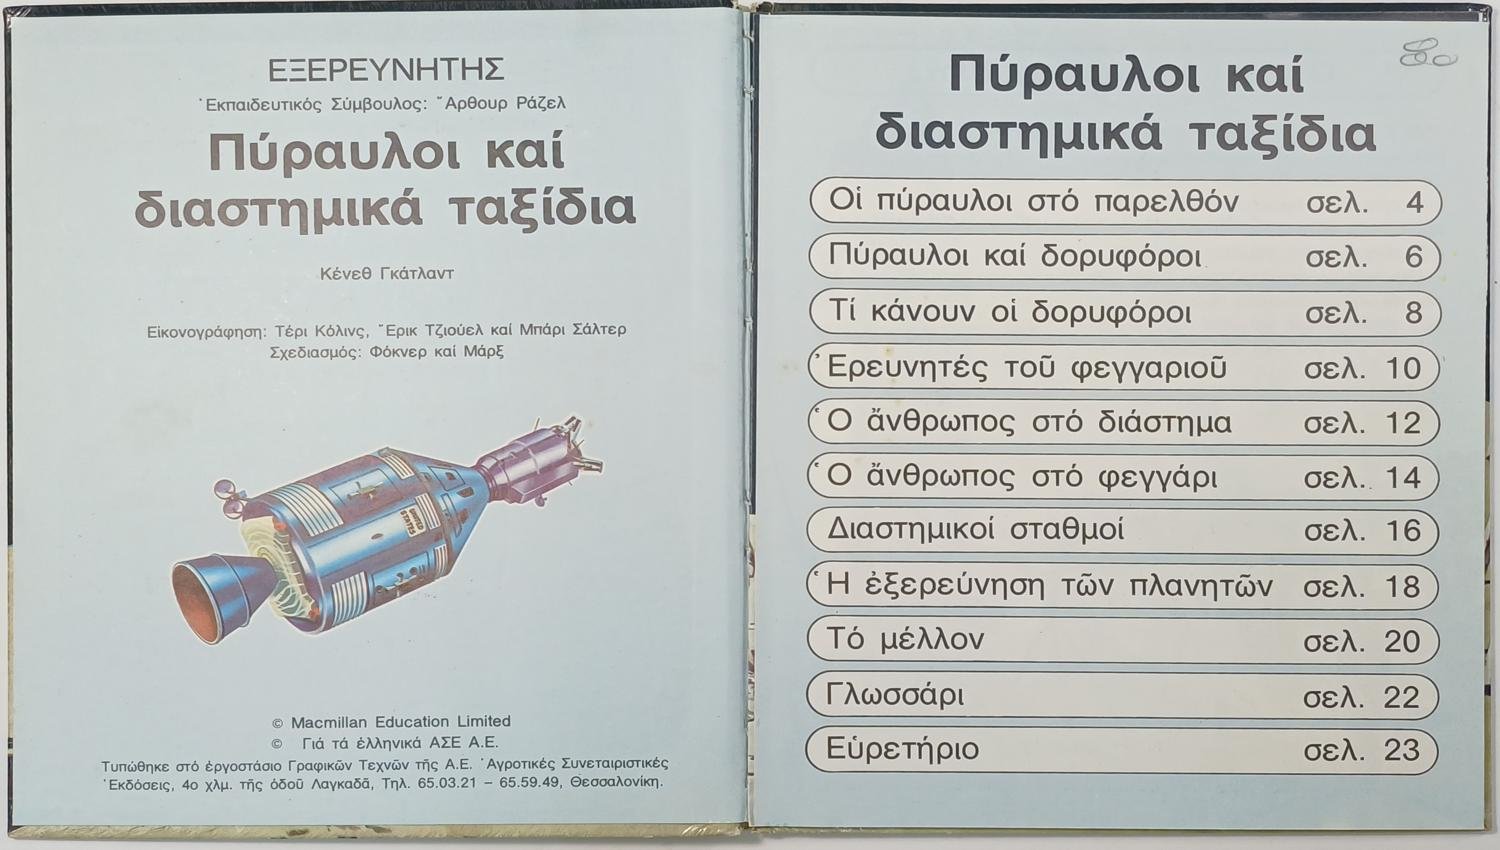 ΕΞΕΡΕΥΝΗΤΗΣ
Ἐκπαιδευτικός Σύμβουλος: Ἄρθουρ Ράζελ
Πύραυλοι καί
διαστημικά ταξίδια
Κένεθ Γκάτλαντ
Εἰκονογράφηση: Τέρι Κόλινς, Ἔρικ Τζιούελ καί Μπάρι Σάλτερ
Σχεδιασμός: Φόκνερ καί Μάρξ
UNITED
STATES
© Macmillan Education Limited
© Γιά τά ἑλληνικά ΑΣΕ Α.Ε.
Τυπώθηκε στό ἐργοστάσιο Γραφικῶν Τεχνῶν τῆς Α.Ε. Ἀγροτικές Συνεταιριστικές
Ἐκδόσεις, 4ο χλμ. τῆς ὁδοῦ Λαγκαδᾶ, Τηλ. 65.03.21 – 65.59.49, Θεσσαλονίκη.
Πύραυλοι καί
διαστημικά ταξίδια
Οἱ πύραυλοι στό παρελθόν σελ. 4
Πύραυλοι καί δορυφόροι σελ. 6
Τί κάνουν οἱ δορυφόροι σελ. 8
Ἐρευνητές τοῦ φεγγαριοῦ σελ. 10
Ὁ ἄνθρωπος στό διάστημα σελ. 12
Ὁ ἄνθρωπος στό φεγγάρι σελ. 14
Διαστημικοί σταθμοί σελ. 16
Ἡ ἐξερεύνηση τῶν πλανητῶν σελ. 18
Τό μέλλον σελ. 20
Γλωσσάρι σελ. 22
Εὑρετήριο σελ. 23